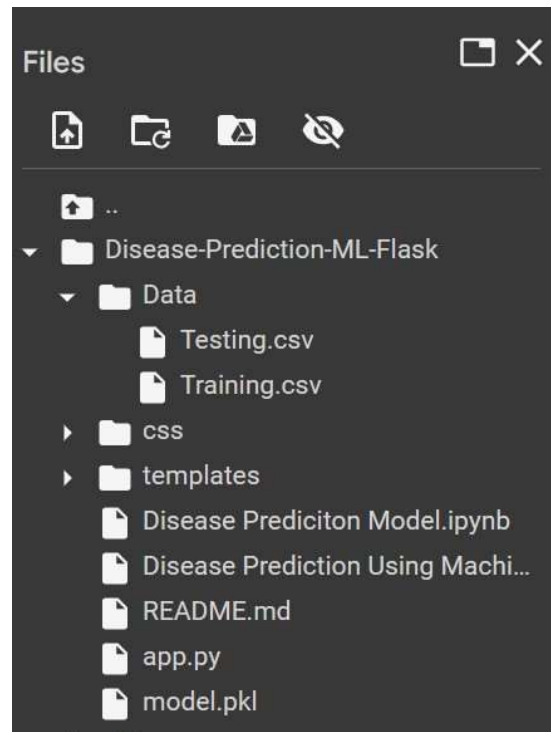 Files
..
Disease-Prediction-ML-Flask
Data
Testing.csv
Training.csv
css
templates
Disease Prediciton Model.ipynb
Disease Prediction Using Machi...
README.md
app.py
model.pkl